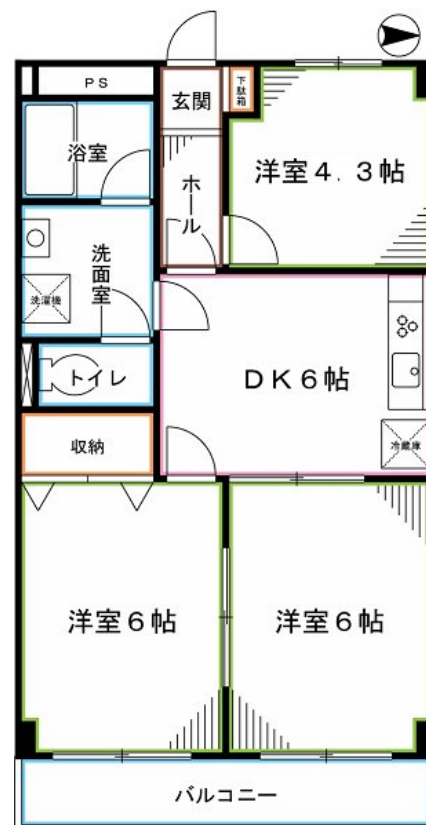 PS
玄関
下駄箱
浴室
洋室4.3帖
ホール
洗面室
洗濯機
トイレ
DK6帖
収納
冷蔵庫
洋室6帖
洋室6帖
バルコニー